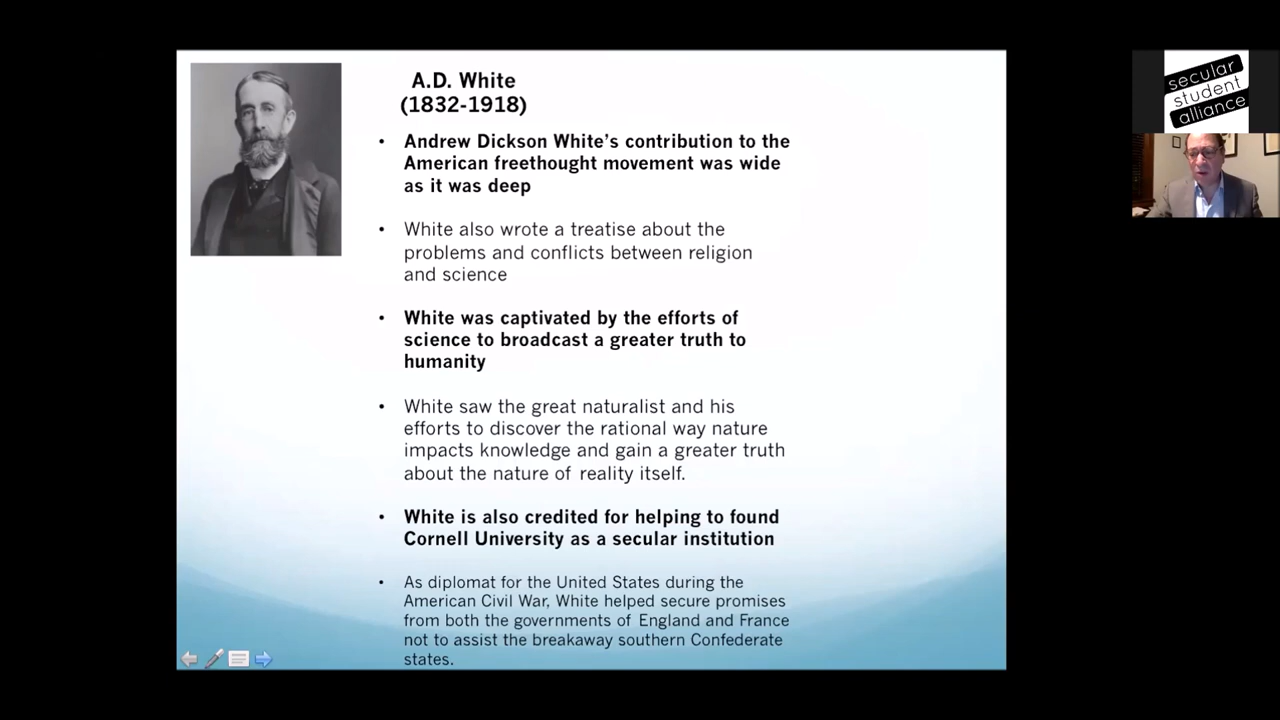 A.D. White
(1832-1918)
• Andrew Dickson White's contribution to the
American freethought movement was wide
as it was deep
• White also wrote a treatise about the
problems and conflicts between religion
and science
• White was captivated by the efforts of
science to broadcast a greater truth to
humanity
• White saw the great naturalist and his
efforts to discover the rational way nature
impacts knowledge and gain a greater truth
about the nature of reality itself.
• White is also credited for helping to found
Cornell University as a secular institution
• As diplomat for the United States during the
American Civil War, White helped secure promises
from both the governments of England and France
not to assist the breakaway southern Confederate
states.
secular
student
alliance